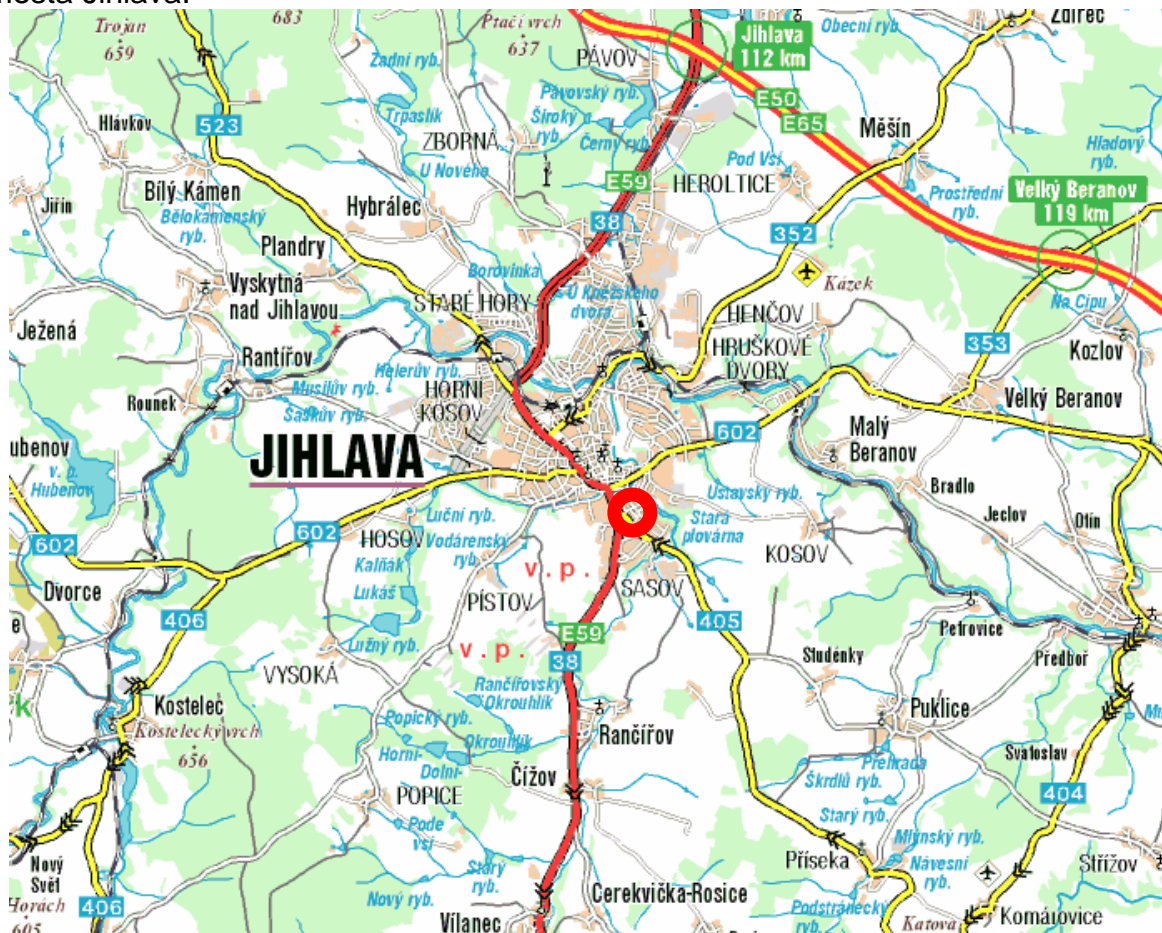 Trojan
659
683
Ptačí vrch
637
PÁVOV
Jihlava
112 km
Obecní ryb.
Ždírec
Zadní ryb.
Trpaslík
Pávovský ryb.
Široký
ryb.
Černý ryb.
E50
E65
Měšín
Hladový
ryb.
Hlávkov
523
ZBORNÁ
U Nového
Pod Vsí
HEROLTICE
E59
38
Prostřední
ryb.
Velký Beranov
119 km
Jiřín
Bílý Kámen
Bělokamenský
ryb.
Hybrálec
Plandry
352
Kázek
Borovinka
U Kněžského
dvora
Na Cipu
Vyskytná
nad Jihlavou
STARÉ HORY
HENČOV
Ježená
Rantířov
HRUŠKOVÉ
DVORY
353
Kozlov
Helerův ryb.
Musilův ryb.
Rounek
Šaškův ryb.
HORNÍ
KOSOV
Velký Beranov
602
Malý
Beranov
ubenov
v. n.
Hubenov
JIHLAVA
Bradlo
Ústavský ryb.
Luční ryb.
Stará
plovárna
Jeclov
Otín
602
HOSOV
Vodárenský
ryb.
KOSOV
Kalňák
v.p.
SASOV
Dvorce
Lukáš
PÍSTOV
406
405
E59
38
Petrovice
e
Lužný ryb.
v.p.
Předboř
VYSOKÁ
Studénky
Rančířovský
Okrouhlík
k
Kostelec
Kostelecký vrch
656
Popický ryb.
Okrouhlík
Rančířov
Puklice
Horní-
Dolní-
Přehrada
Svatoslav
Čížov
Škrdlů ryb.
404
POPICE
Starý ryb.
Pode
vsí
Mlýnský ryb.
Nový
Svět
Příseka
Návesní
ryb.
Střížov
Starý
ryb.
Nový ryb.
Cerekvička-Rosice
Horách
605
406
Podstránecký
ryb.
Vílanec
Katova
Komárovice